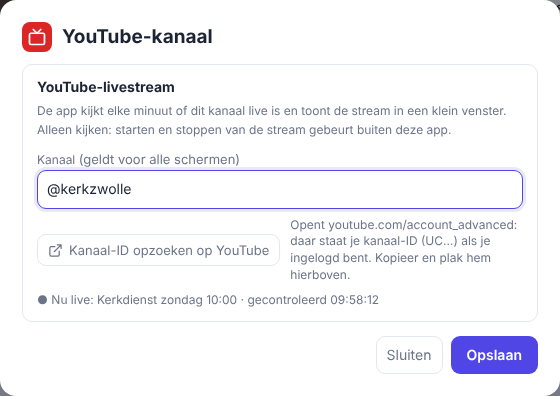 YouTube-kanaal
YouTube-livestream
De app kijkt elke minuut of dit kanaal live is en toont de stream in een klein venster.
Alleen kijken: starten en stoppen van de stream gebeurt buiten deze app.
Kanaal (geldt voor alle schermen)
@kerkzwolle
Kanaal-ID opzoeken op YouTube
Opent youtube.com/account_advanced:
daar staat je kanaal-ID (UC...) als je
ingelogd bent. Kopieer en plak hem
hierboven.
Nu live: Kerkdienst zondag 10:00 · gecontroleerd 09:58:12
Sluiten
Opslaan